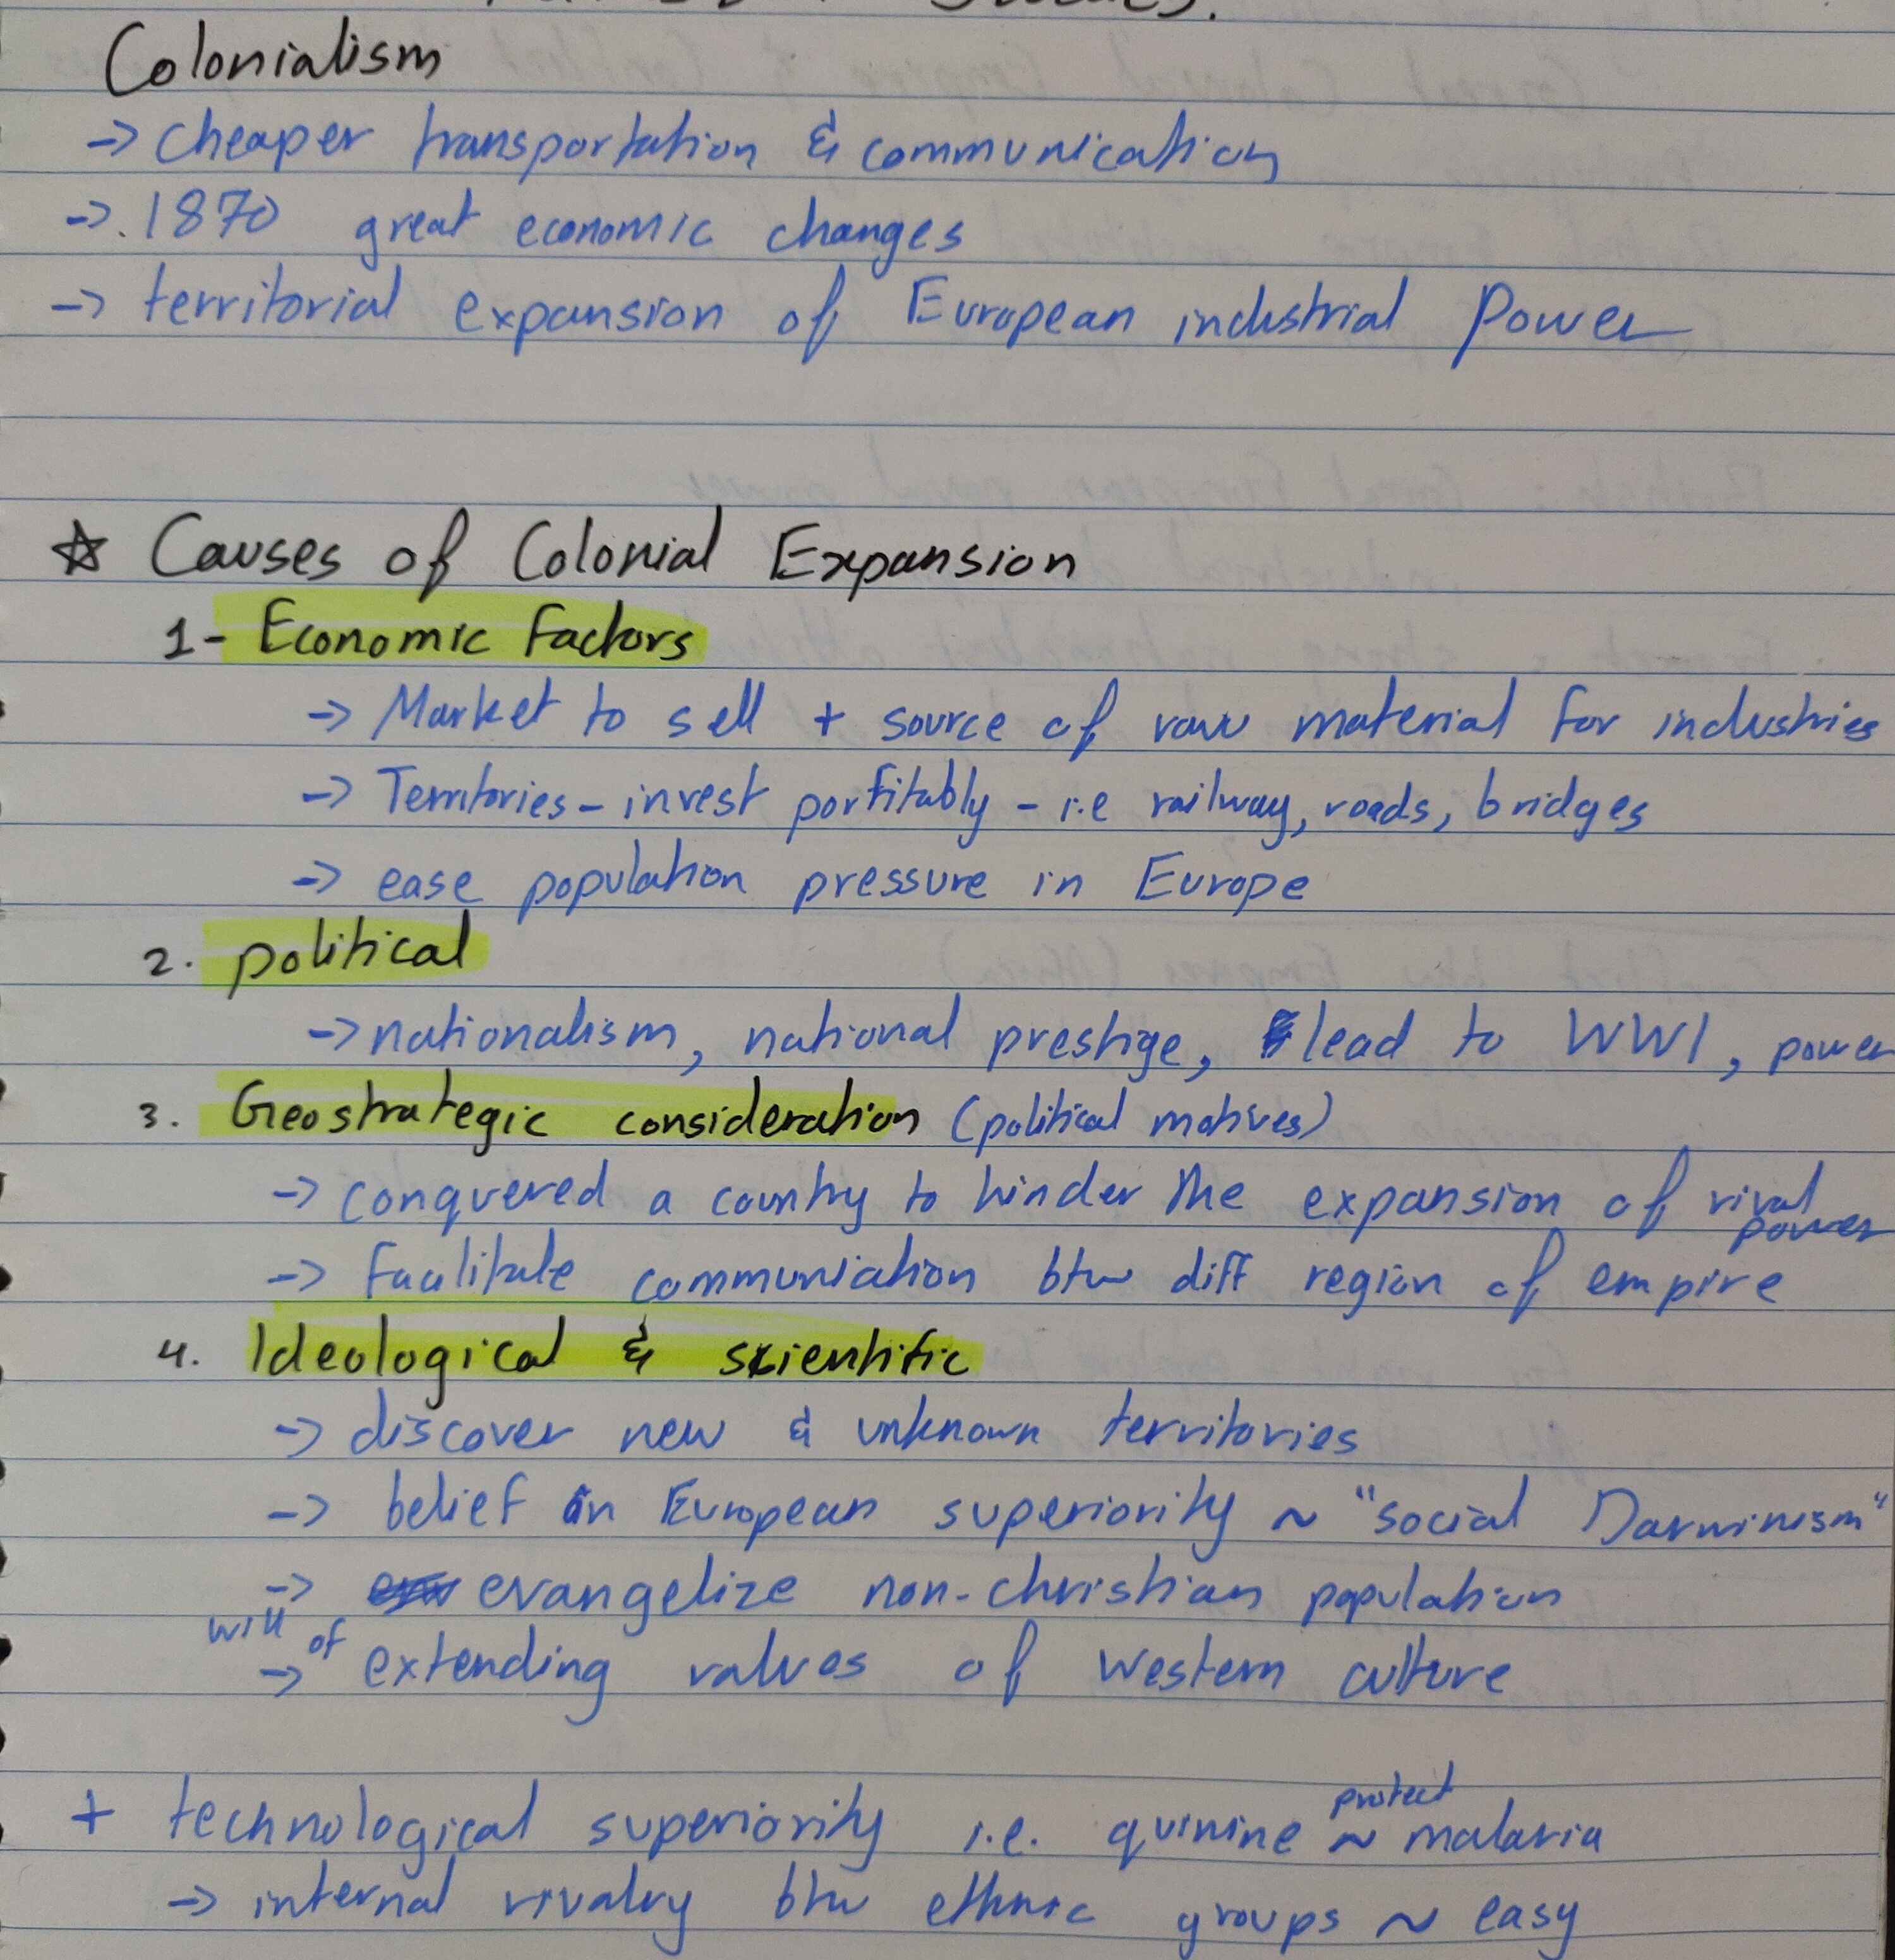 Colonialism
-> cheaper transportation & communication
->. 1870 great economic changes
-> territorial expansion of European industrial Power
☆ Causes of Colonial Expansion
1- Economic Factors
-> Market to sell + source of raw material for industries
-> Territories - invest porfitably - i.e railway, roads, bridges
-> ease population pressure in Europe
2. political
-> nationalism, national prestige, lead to WW1, power
3. Geostrategic consideration (political motives)
-> conquered a country to hinder the expansion of rival
power
-> Facilitate communiation btw diff region of empire
4. Ideological & scientific
-> discover new & unknown territories
-> belief in European superiority ~ "social Darwinism"
-> evangelize non-christian population
will of
-> extending values of western culture
protect
+ technological superiority i.e. quinine ~ malaria
-> internal rivalry btw ethnic groups ~ easy